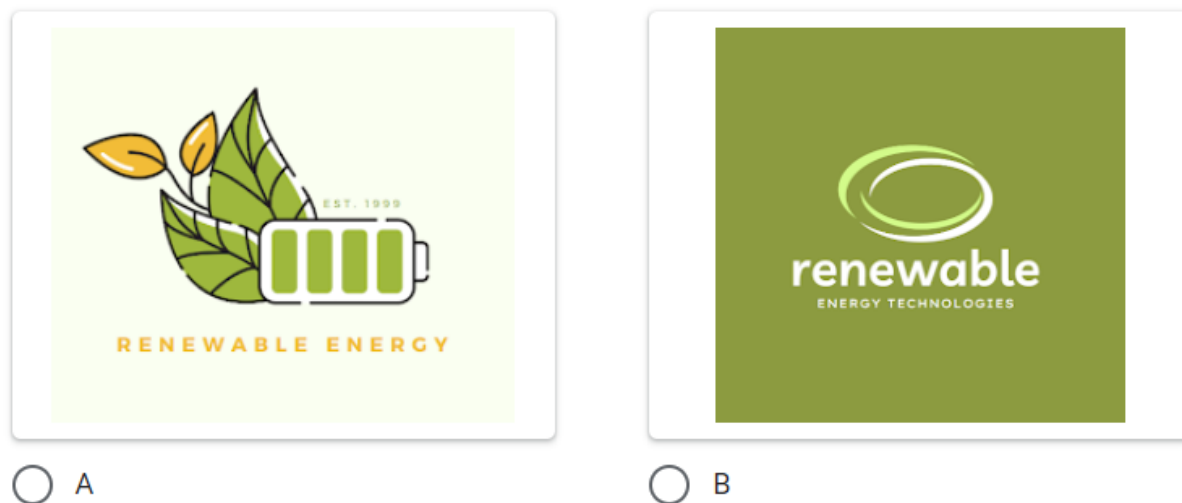 EST. 1999
RENEWABLE ENERGY
renewable
ENERGY TECHNOLOGIES
A
B